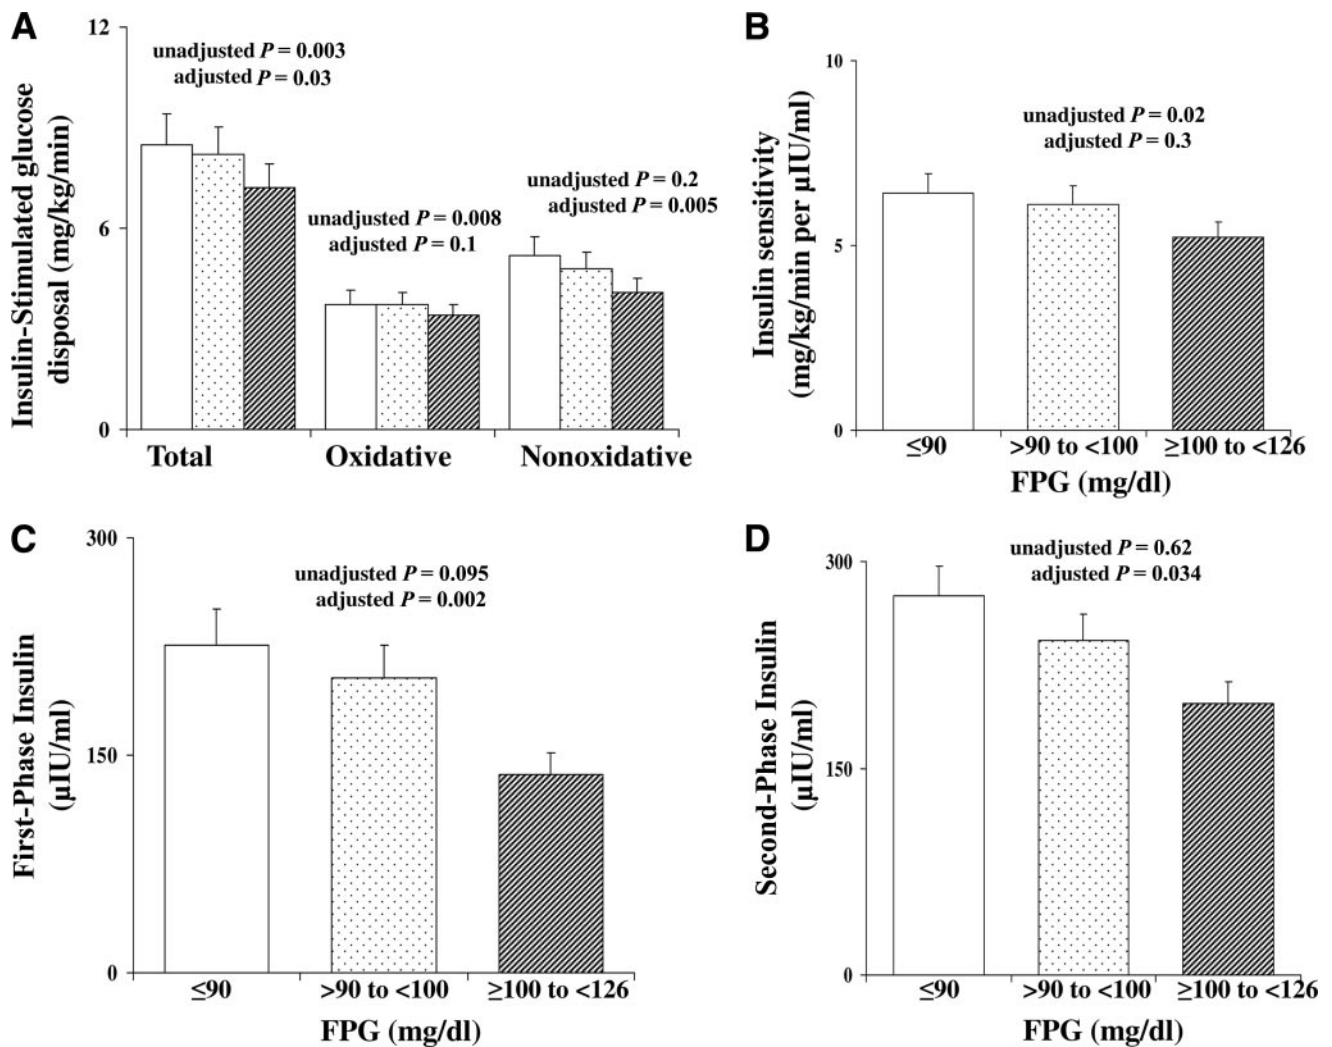 A
Insulin-Stimulated glucose
disposal (mg/kg/min)
12
6
0
unadjusted P = 0.003
adjusted P = 0.03
unadjusted P = 0.008
adjusted P = 0.1
unadjusted P = 0.2
adjusted P = 0.005
Total Oxidative Nonoxidative
B
Insulin sensitivity
(mg/kg/min per µIU/ml)
10
5
0
unadjusted P = 0.02
adjusted P = 0.3
≤90 >90 to <100 ≥100 to <126
FPG (mg/dl)
C
First-Phase Insulin
(µIU/ml)
300
150
0
unadjusted P = 0.095
adjusted P = 0.002
≤90 >90 to <100 ≥100 to <126
FPG (mg/dl)
D
Second-Phase Insulin
(µIU/ml)
300
150
0
unadjusted P = 0.62
adjusted P = 0.034
≤90 >90 to <100 ≥100 to <126
FPG (mg/dl)